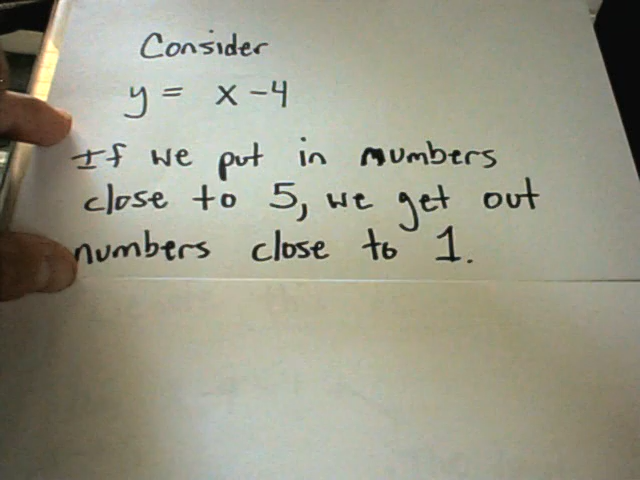 Consider
y = x - 4
If we put in numbers
close to 5, we get out
numbers close to 1.